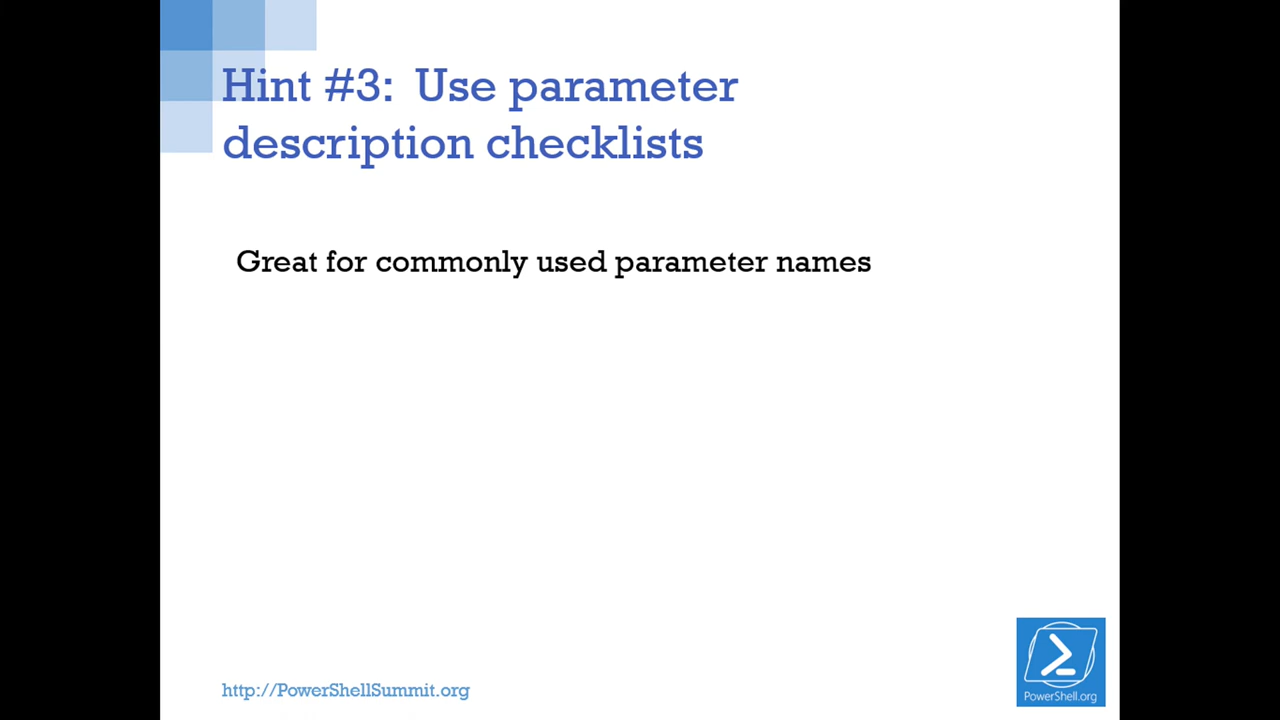 Hint #3:  Use parameter
description checklists
Great for commonly used parameter names
http://PowerShellSummit.org
PowerShell.org